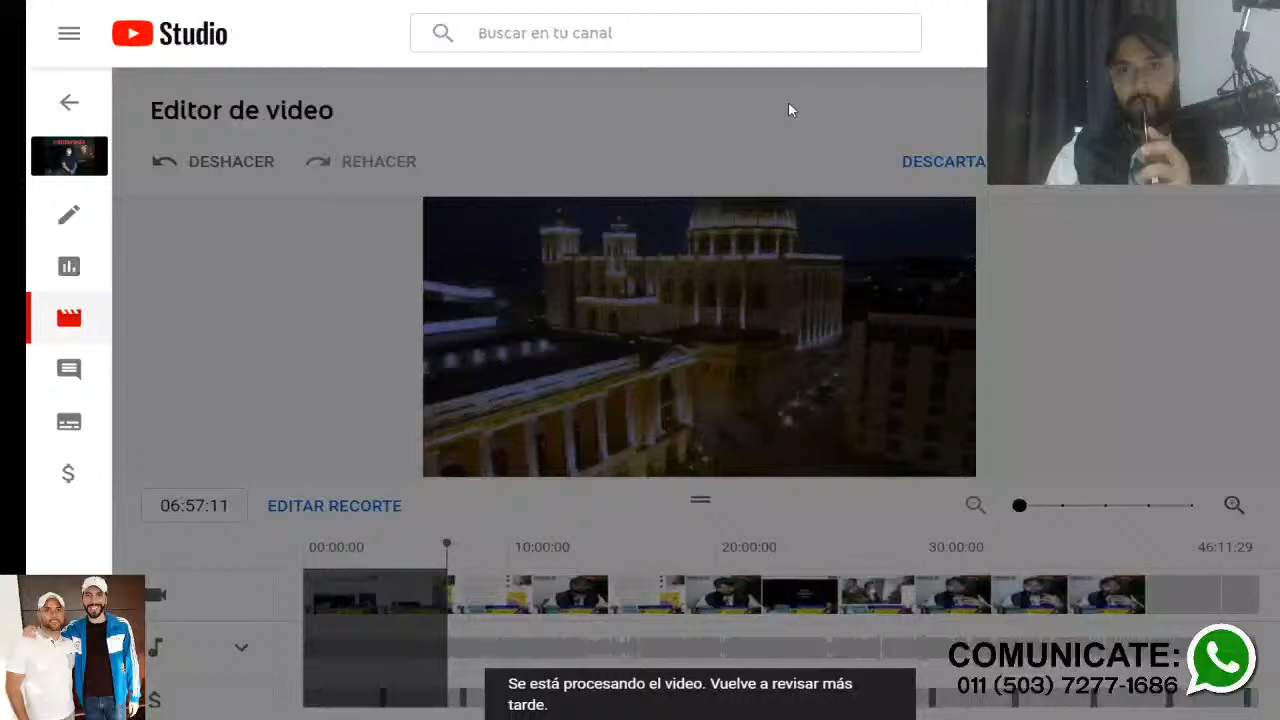 Studio
Buscar en tu canal
Editor de video
DESHACER
REHACER
DESCARTA
06:57:11
EDITAR RECORTE
00:00:00
10:00:00
20:00:00
30:00:00
46:11:29
COMUNICATE:
011 (503) 7277-1686
Se está procesando el video. Vuelve a revisar más
tarde.